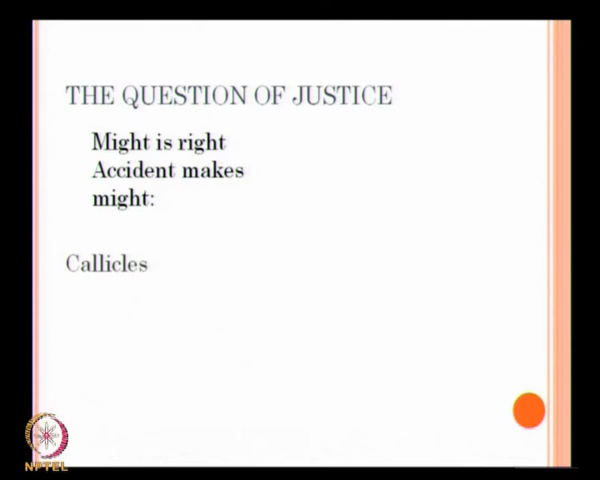 THE QUESTION OF JUSTICE
Might is right
Accident makes
might:
Callicles
NPTEL